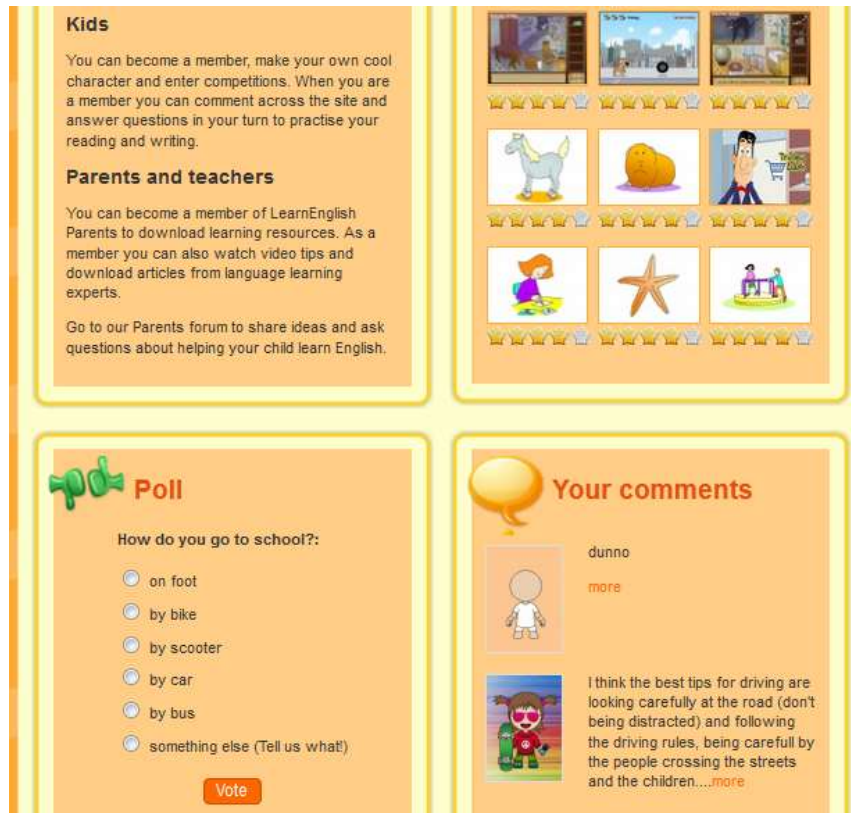 Kids
You can become a member, make your own cool
character and enter competitions. When you are
a member you can comment across the site and
answer questions in your turn to practise your
reading and writing.
Parents and teachers
You can become a member of LearnEnglish
Parents to download learning resources. As a
member you can also watch video tips and
download articles from language learning
experts.
Go to our Parents forum to share ideas and ask
questions about helping your child learn English.
Poll
How do you go to school?:
on foot
by bike
by scooter
by car
by bus
something else (Tell us what!)
Vote
Your comments
dunno
more
I think the best tips for driving are
looking carefully at the road (don't
being distracted) and following
the driving rules, being carefull by
the people crossing the streets
and the children....more